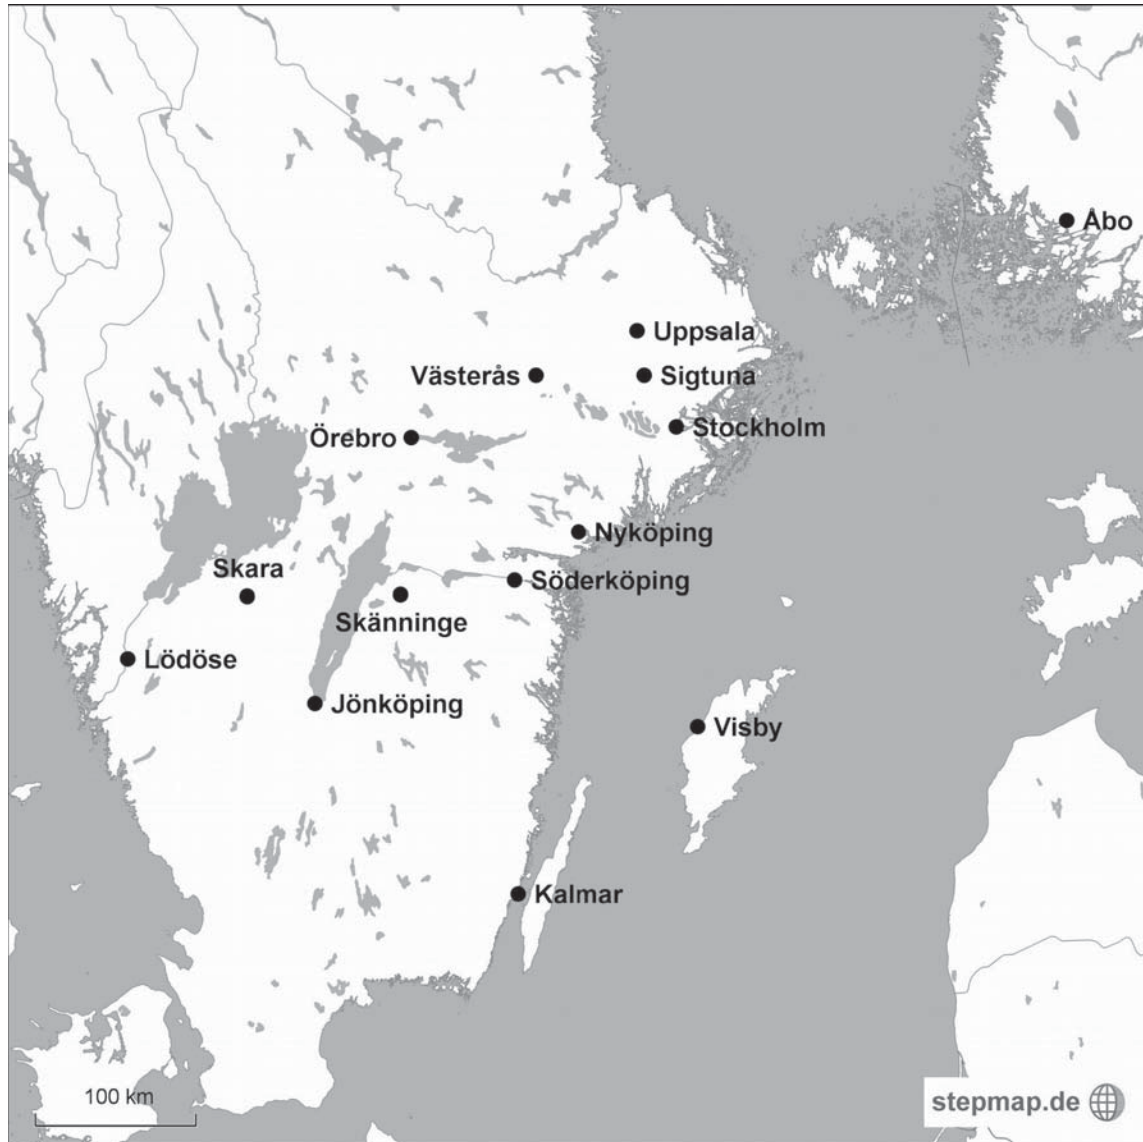 Åbo
Uppsala
Västerås
Sigtuna
Stockholm
Örebro
Nyköping
Skara
Söderköping
Skänninge
Lödöse
Jönköping
Visby
Kalmar
100 km
stepmap.de